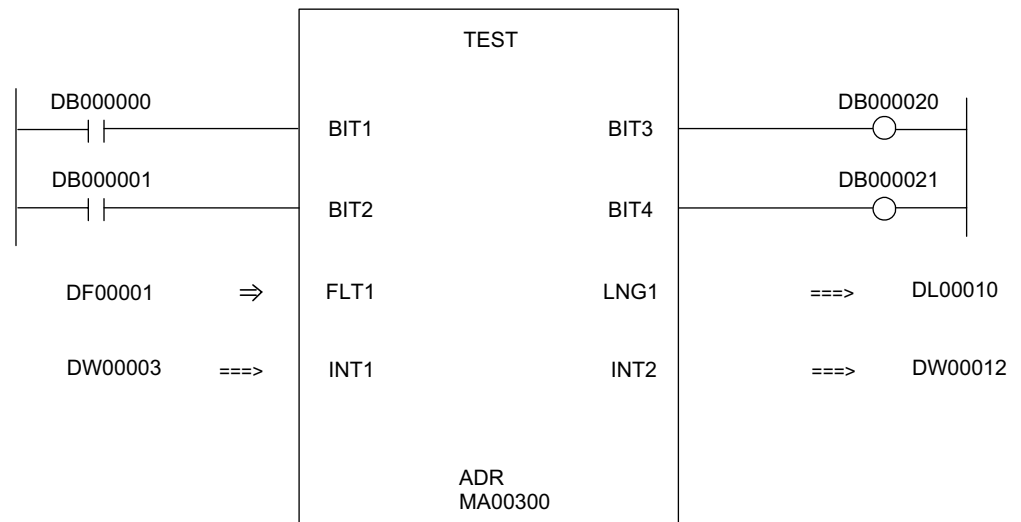 TEST
DB000000 BIT1 BIT3 DB000020
DB000001 BIT2 BIT4 DB000021
DF00001 ⇒ FLT1 LNG1 ===> DL00010
DW00003 ===> INT1 INT2 ===> DW00012
ADR
MA00300